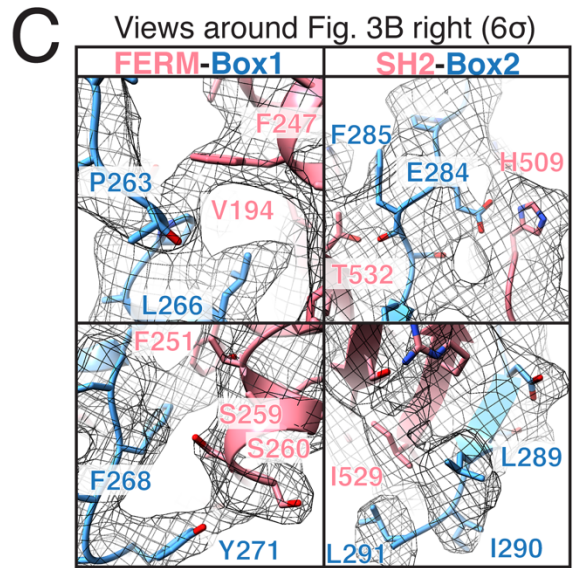 C
Views around Fig. 3B right (6σ)
FERM-Box1
SH2-Box2
F247
P263
V194
L266
F285
E284
H509
T532
F251
S259
S260
F268
Y271
I529
L289
L291
I290